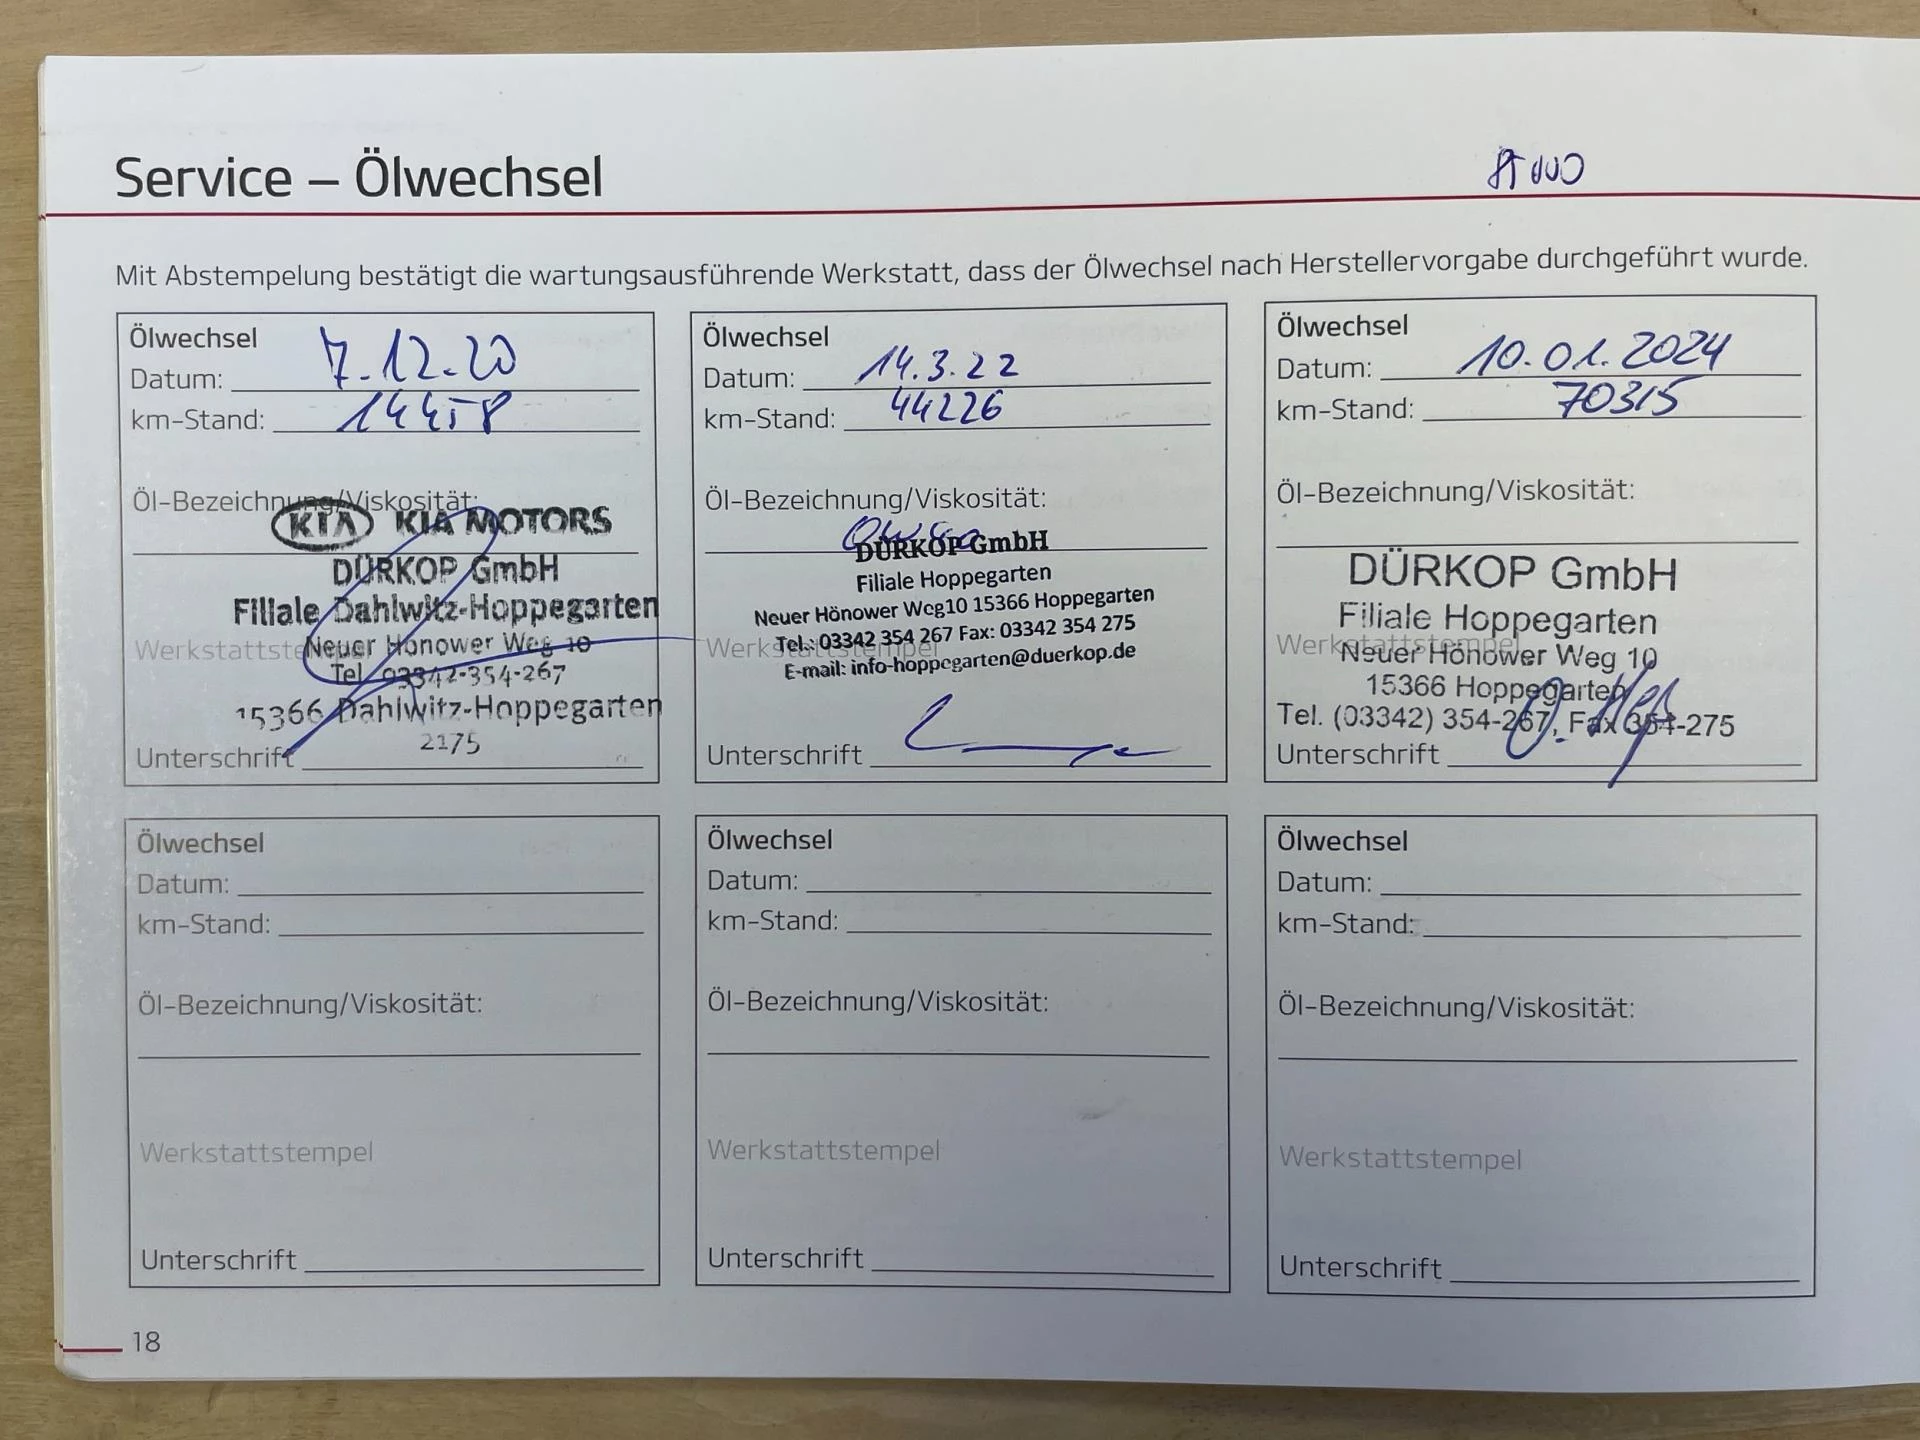 Service – Ölwechsel
Mit Abstempelung bestätigt die wartungsausführende Werkstatt, dass der Ölwechsel nach Herstellervorgabe durchgeführt wurde.
Ölwechsel
Datum: 7.12.20
km-Stand: 14458
Öl-Bezeichnung/Viskosität:
KIA KIA MOTORS
DÜRKOP GmbH
Filiale Dahlwitz-Hoppegarten
Werkstattstempel
Neuer Hönower Weg 10
Tel. 03342-354-267
15366 Dahlwitz-Hoppegarten
2175
Unterschrift
Ölwechsel
Datum: 14.3.22
km-Stand: 44226
Öl-Bezeichnung/Viskosität:
DÜRKOP GmbH
Filiale Hoppegarten
Neuer Hönower Weg10 15366 Hoppegarten
Werkstattstempel
Tel.: 03342 354 267 Fax: 03342 354 275
E-mail: info-hoppegarten@duerkop.de
Unterschrift
Ölwechsel
Datum: 10.01.2024
km-Stand: 70315
Öl-Bezeichnung/Viskosität:
DÜRKOP GmbH
Filiale Hoppegarten
Werkstattstempel
Neuer Hönower Weg 10
15366 Hoppegarten
Tel. (03342) 354-267, Fax 354-275
Unterschrift
Ölwechsel
Datum:
km-Stand:
Öl-Bezeichnung/Viskosität:
Werkstattstempel
Unterschrift
Ölwechsel
Datum:
km-Stand:
Öl-Bezeichnung/Viskosität:
Werkstattstempel
Unterschrift
Ölwechsel
Datum:
km-Stand:
Öl-Bezeichnung/Viskosität:
Werkstattstempel
Unterschrift
18